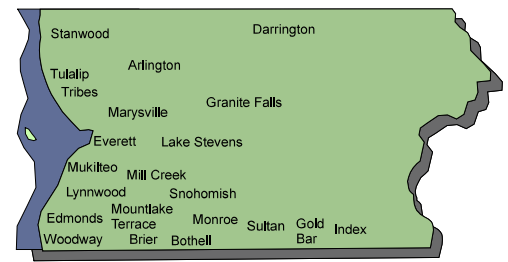 Darrington
Stanwood
Arlington
Tulalip
Tribes
Granite Falls
Marysville
Everett
Lake Stevens
Mukilteo
Mill Creek
Lynnwood
Snohomish
Mountlake
Terrace
Edmonds
Monroe
Sultan
Gold
Bar
Index
Woodway
Brier
Bothell